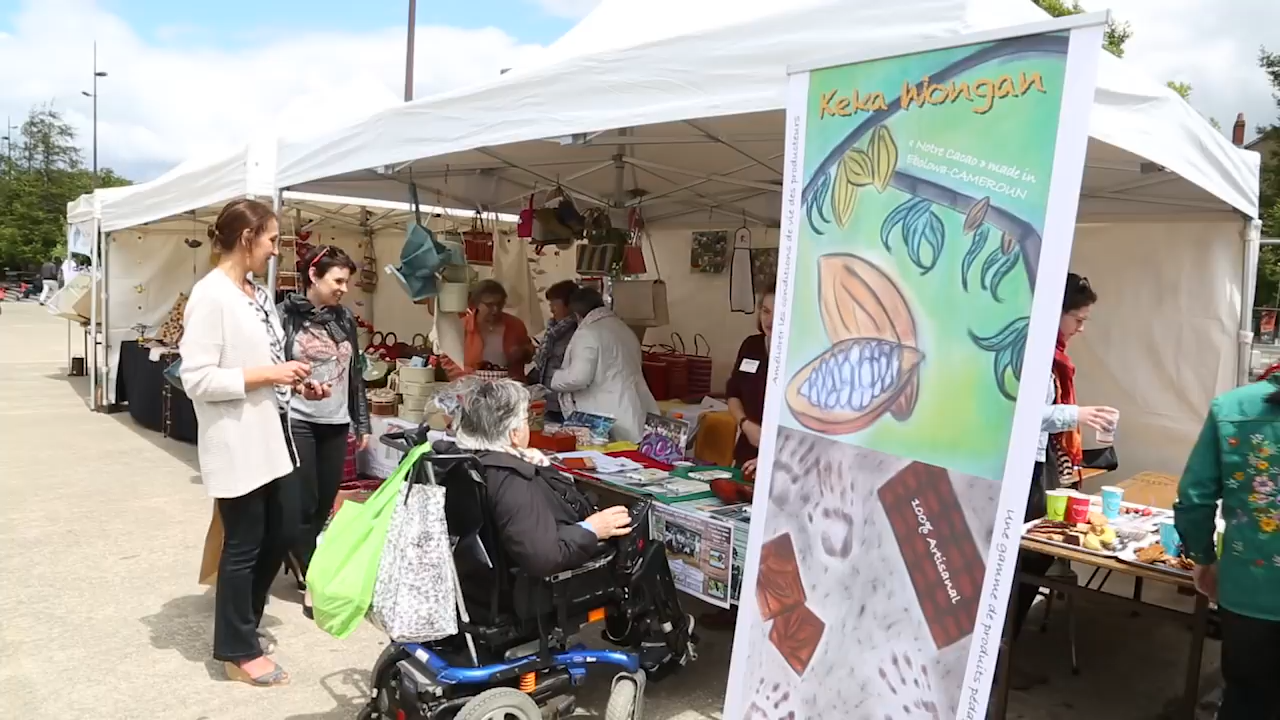 Keka Wongan
« Notre Cacao » made in
Ebolowa-CAMEROUN
Améliorer les conditions de vie des producteurs
100% Artisanal
une gamme de produits